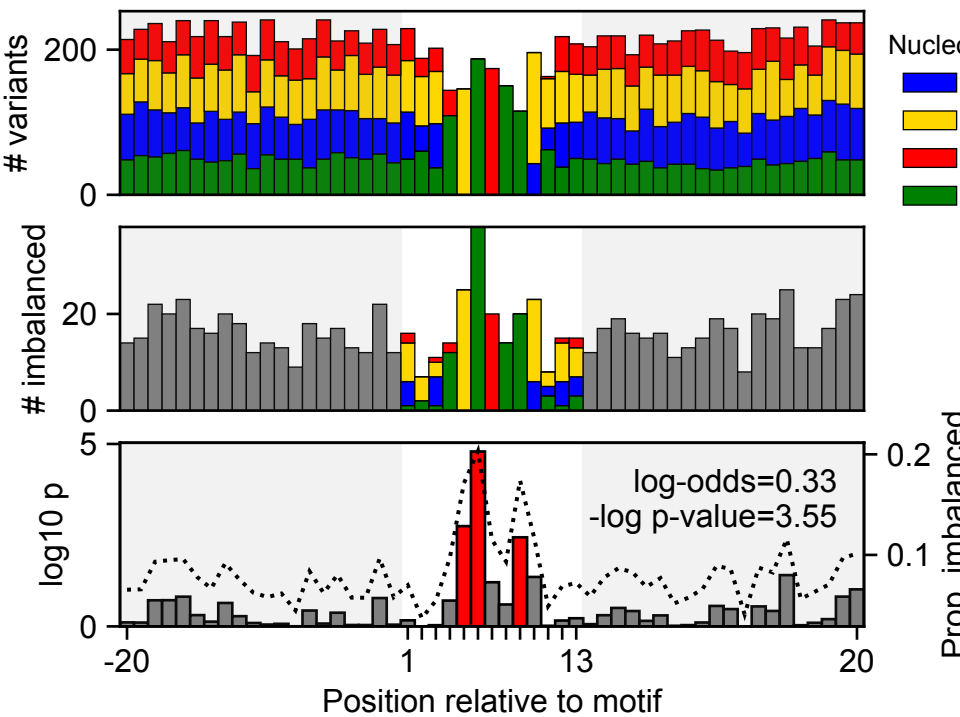 # variants
200
0
Nucleo
# imbalanced
20
0
log10 p
5
0
log-odds=0.33
-log p-value=3.55
0.2
0.1
Prop. imbalanced
-20
1
13
20
Position relative to motif